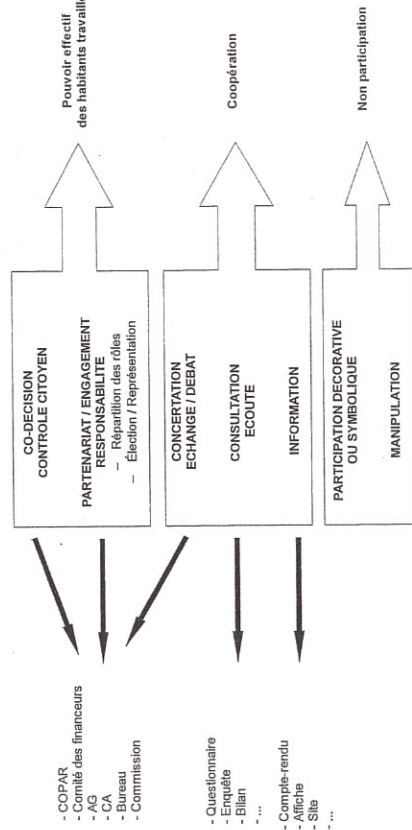 - COPAR
- Comité des financeurs
- AG
- CA
- Bureau
- Commission
- Questionnaire
- Enquête
- Bilan
- ...
- Compte-rendu
- Affiche
- Site
- ...
CO-DECISION
CONTROLE CITOYEN
PARTENARIAT / ENGAGEMENT
RESPONSABILITE
– Répartition des rôles
– Élection / Représentation
CONCERTATION
ECHANGE / DEBAT
CONSULTATION
ECOUTE
INFORMATION
PARTICIPATION DECORATIVE
OU SYMBOLIQUE
MANIPULATION
Pouvoir effectif
des habitants travaille
Coopération
Non participation